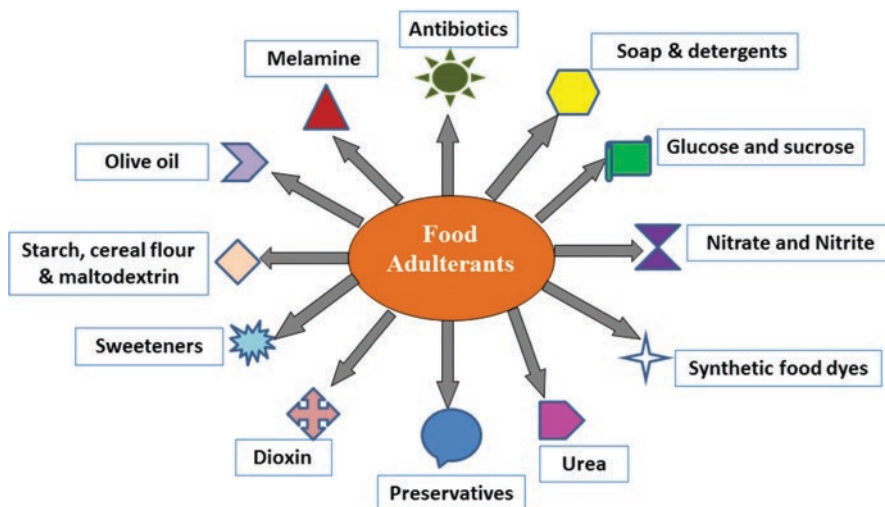 Antibiotics
Melamine
Soap & detergents
Olive oil
Glucose and sucrose
Food
Adulterants
Starch, cereal flour
& maltodextrin
Nitrate and Nitrite
Sweeteners
Synthetic food dyes
Dioxin
Urea
Preservatives